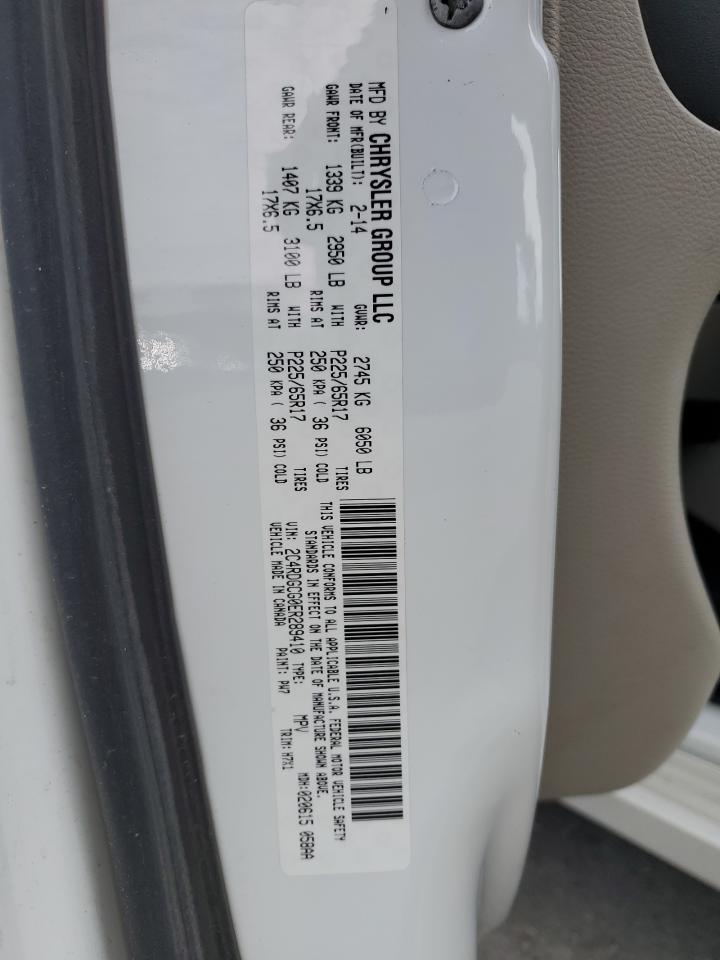 MFD BY CHRYSLER GROUP LLC
DATE OF MFR(BUILT): 2-14 GVWR: 2745 KG 6050 LB
GAWR FRONT: 1339 KG 2950 LB WITH P225/65R17 TIRES
17X6.5 RIMS AT 250 KPA ( 36 PSI) COLD
GAWR REAR: 1407 KG 3100 LB WITH P225/65R17 TIRES
17X6.5 RIMS AT 250 KPA ( 36 PSI) COLD
THIS VEHICLE CONFORMS TO ALL APPLICABLE U.S.A. FEDERAL MOTOR VEHICLE SAFETY
STANDARDS IN EFFECT ON THE DATE OF MANUFACTURE SHOWN ABOVE.
VIN: 2C4RDGCG0ER289410 TYPE: MPV MDH:020615 058AA
VEHICLE MADE IN CANADA PAINT: PW7 TRIM: H7X1